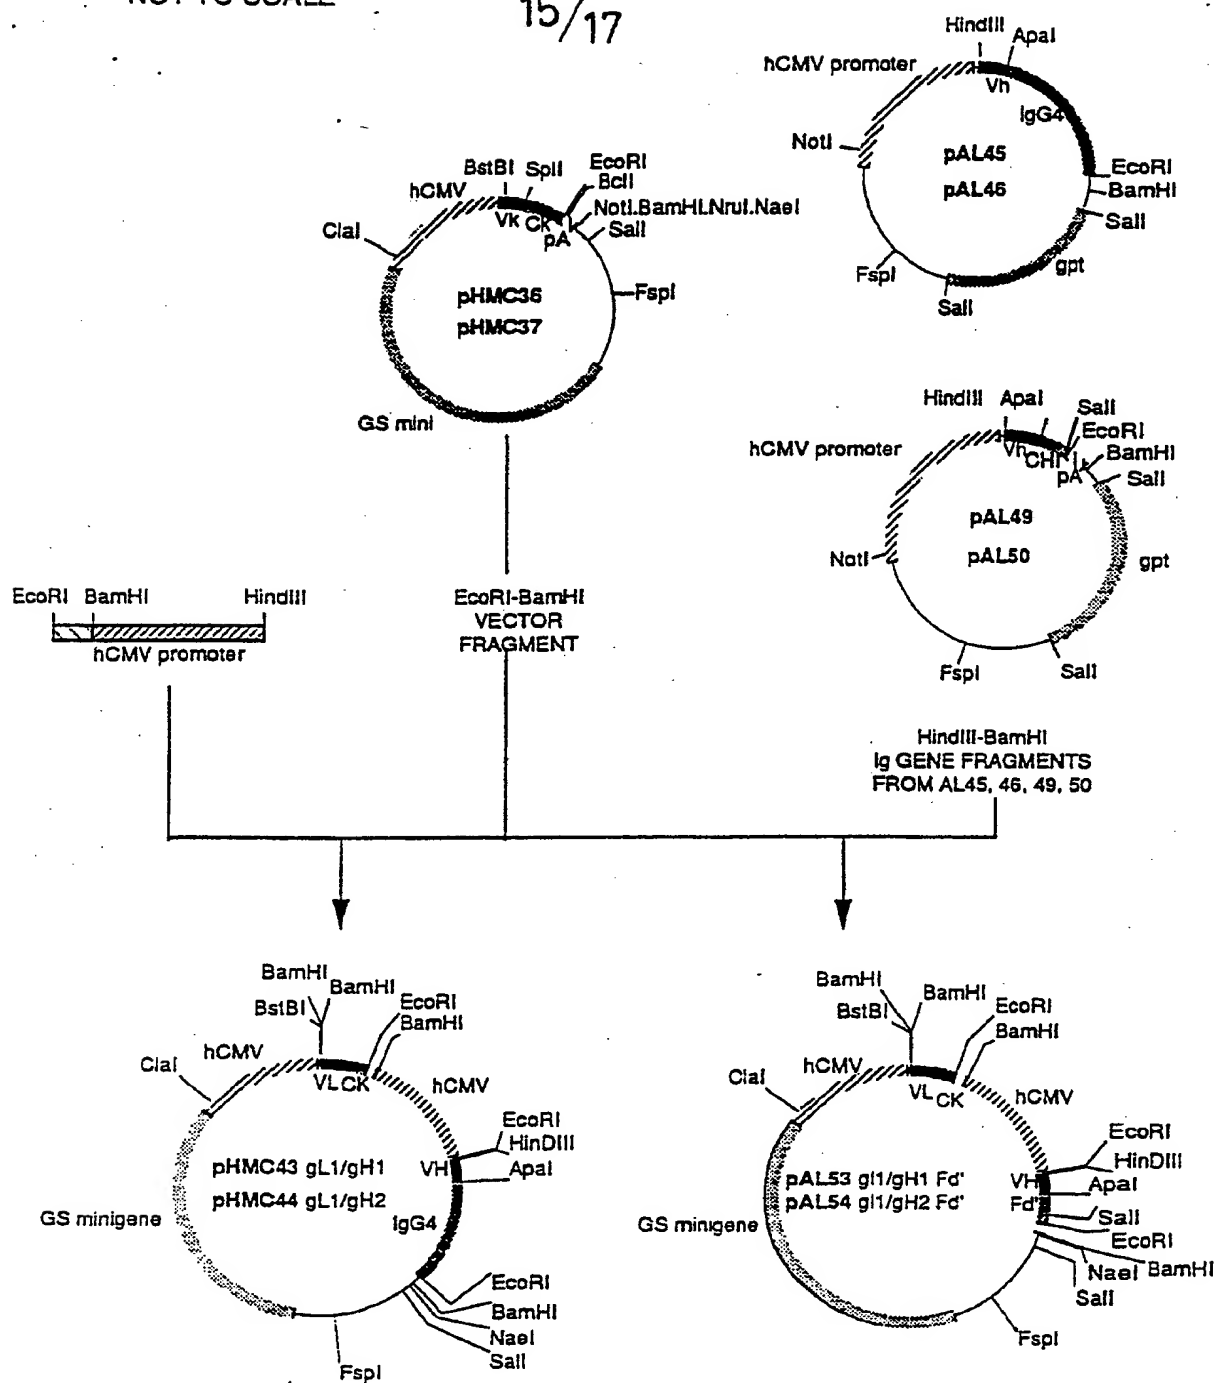 NOT TO SCALE
15/17
HindIII
ApaI
hCMV promoter
Vh
IgG4
NotI
pAL45
pAL46
EcoRI
BamHI
SalI
gpt
FspI
SalI
BstBI
SplI
EcoRI
BclI
hCMV
NotI.BamHI.NruI.NaeI
Vk
Ck
pA
SalI
ClaI
FspI
pHMC36
pHMC37
GS mini
HindIII
ApaI
SalI
EcoRI
hCMV promoter
Vh
CHI
BamHI
pA
SalI
pAL49
pAL50
NotI
gpt
FspI
SalI
EcoRI
BamHI
HindIII
hCMV promoter
EcoRI-BamHI
VECTOR
FRAGMENT
HindIII-BamHI
Ig GENE FRAGMENTS
FROM AL45, 46, 49, 50
BamHI
BamHI
BstBI
EcoRI
BamHI
ClaI
hCMV
VL
CK
hCMV
EcoRI
HinDIII
VH
ApaI
pHMC43 gL1/gH1
pHMC44 gL1/gH2
GS minigene
IgG4
EcoRI
BamHI
NaeI
SalI
FspI
BamHI
BamHI
BstBI
EcoRI
BamHI
ClaI
hCMV
VL
CK
hCMV
EcoRI
HinDIII
VH
ApaI
pAL53 gl1/gH1 Fd'
pAL54 gl1/gH2 Fd'
Fd'
SalI
GS minigene
EcoRI
BamHI
NaeI
SalI
FspI